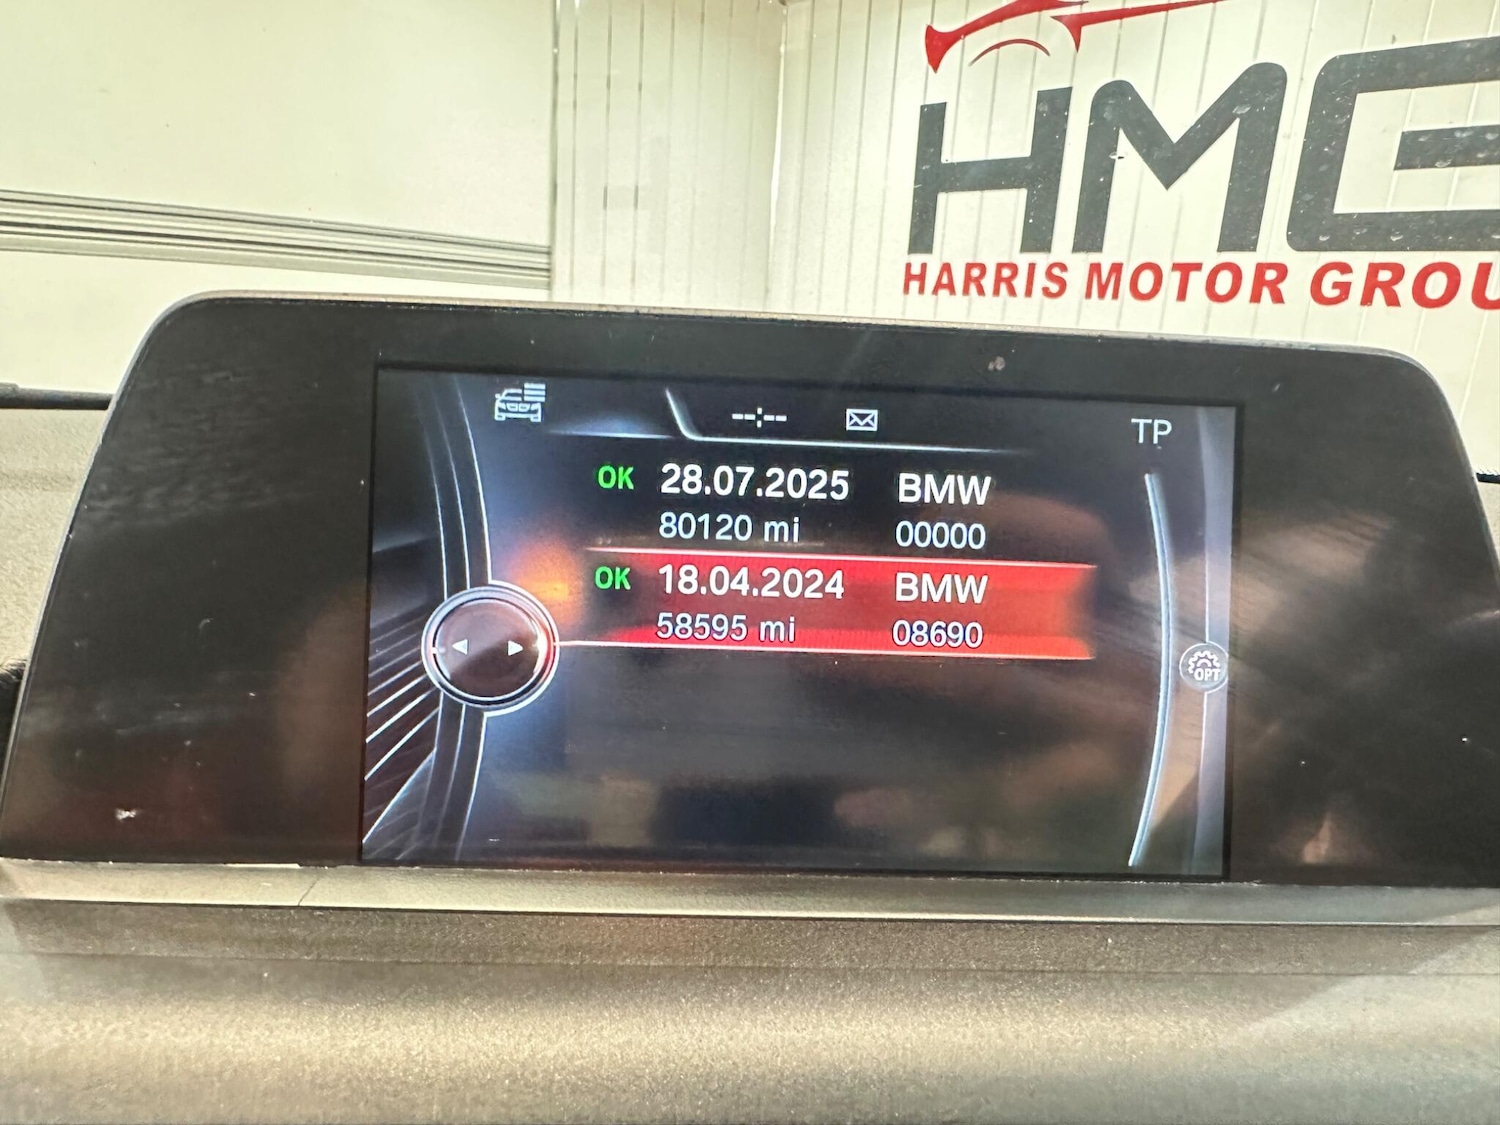 HMG
HARRIS MOTOR GROU
--:-- TP
OK 28.07.2025 BMW
80120 mi 00000
OK 18.04.2024 BMW
58595 mi 08690
OPT